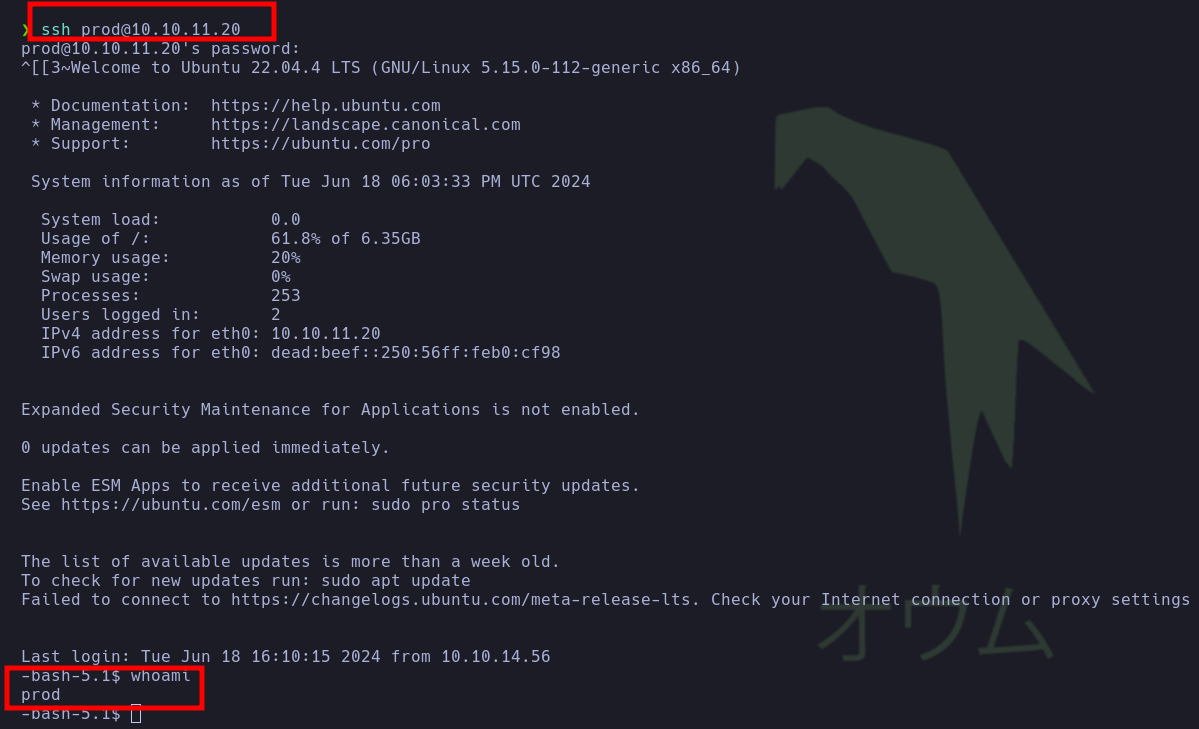 ❯ ssh prod@10.10.11.20
prod@10.10.11.20's password:
^[[3~Welcome to Ubuntu 22.04.4 LTS (GNU/Linux 5.15.0-112-generic x86_64)
* Documentation:  https://help.ubuntu.com
* Management:     https://landscape.canonical.com
* Support:        https://ubuntu.com/pro
System information as of Tue Jun 18 06:03:33 PM UTC 2024
System load:           0.0
Usage of /:            61.8% of 6.35GB
Memory usage:          20%
Swap usage:            0%
Processes:             253
Users logged in:       2
IPv4 address for eth0: 10.10.11.20
IPv6 address for eth0: dead:beef::250:56ff:feb0:cf98
Expanded Security Maintenance for Applications is not enabled.
0 updates can be applied immediately.
Enable ESM Apps to receive additional future security updates.
See https://ubuntu.com/esm or run: sudo pro status
The list of available updates is more than a week old.
To check for new updates run: sudo apt update
Failed to connect to https://changelogs.ubuntu.com/meta-release-lts. Check your Internet connection or proxy settings
オウム
Last login: Tue Jun 18 16:10:15 2024 from 10.10.14.56
-bash-5.1$ whoami
prod
-bash-5.1$